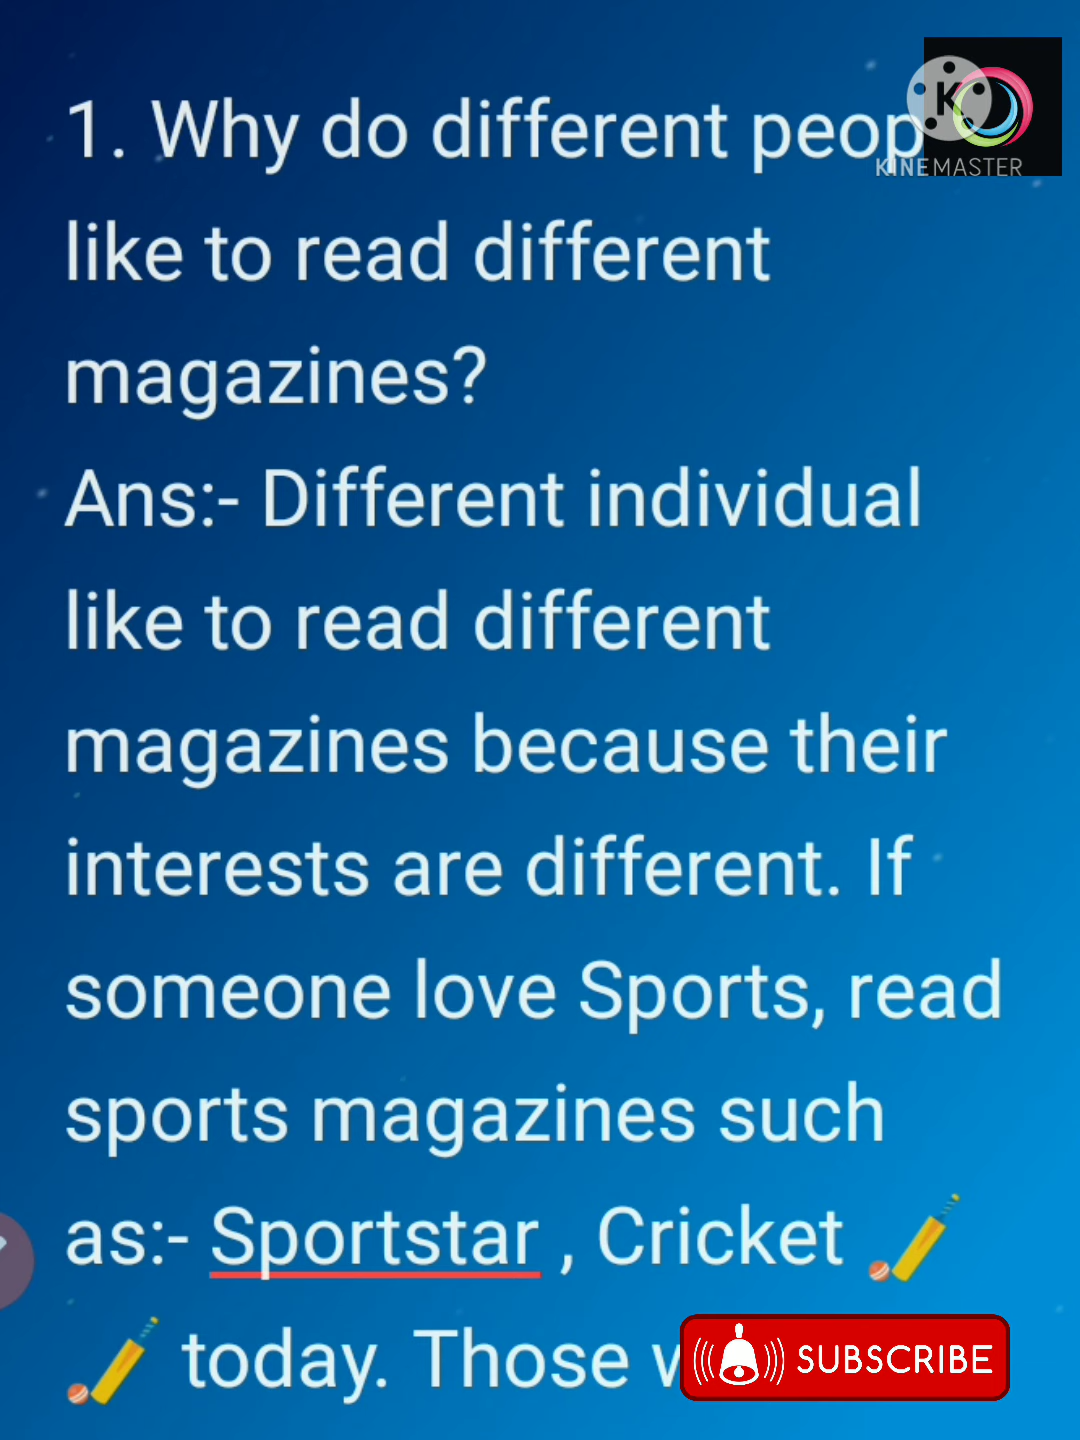 1. Why do different
like to read different
magazines?
Ans:- Different individual
like to read different
magazines because their
interests are different. If
someone love Sports, read
sports magazines such
as:- Sportstar , Cricket
today. Those
K
KINEMASTER
SUBSCRIBE